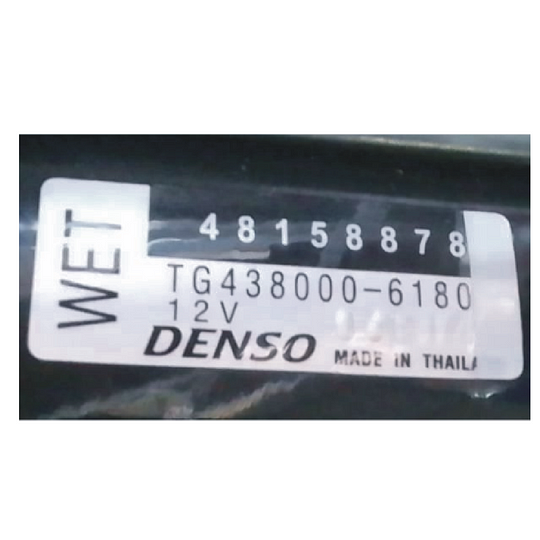 WET
48158878
TG438000-6180
12V
DENSO
MADE IN THAILA